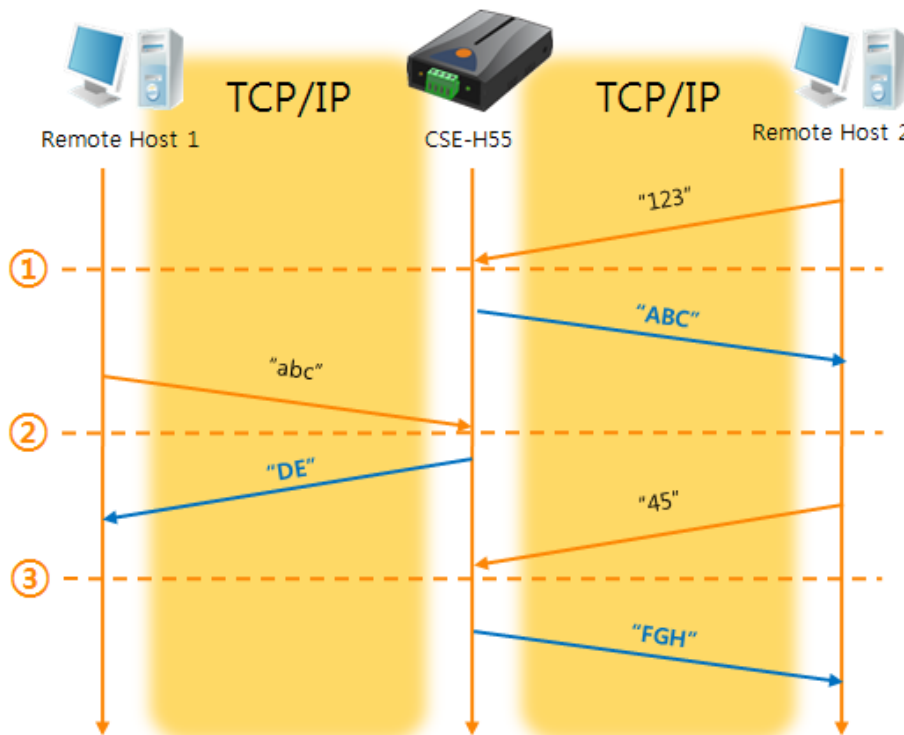 TCP/IP
TCP/IP
Remote Host 1
CSE-H55
Remote Host 2
"123"
①
"ABC"
"abc"
②
"DE"
"45"
③
"FGH"